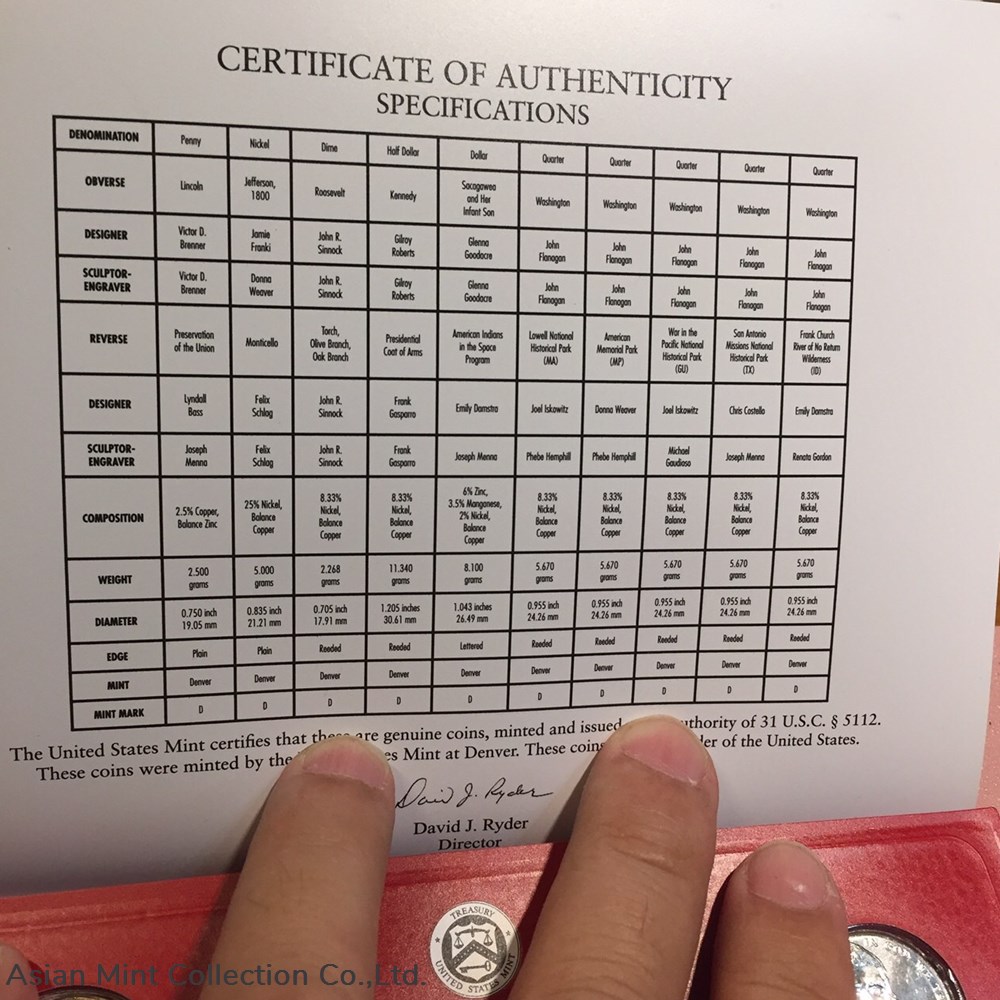 CERTIFICATE OF AUTHENTICITY
SPECIFICATIONS
DENOMINATION Penny Nickel Dime Half Dollar Dollar Quarter Quarter Quarter Quarter Quarter
OBVERSE Lincoln Jefferson, 1800 Roosevelt Kennedy Sacagawea and Her Infant Son Washington Washington Washington Washington Washington
DESIGNER Victor D. Brenner Jamie Franki John R. Sinnock Gilroy Roberts Glenna Goodacre John Flanagan John Flanagan John Flanagan John Flanagan John Flanagan
SCULPTOR-ENGRAVER Victor D. Brenner Donna Weaver John R. Sinnock Gilroy Roberts Glenna Goodacre John Flanagan John Flanagan John Flanagan John Flanagan John Flanagan
REVERSE Preservation of the Union Monticello Torch, Olive Branch, Oak Branch Presidential Coat of Arms American Indians in the Space Program Lowell National Historical Park (MA) American Memorial Park (MP) War in the Pacific National Historical Park (GU) San Antonio Missions National Historical Park (TX) Frank Church River of No Return Wilderness (ID)
DESIGNER Lyndall Bass Felix Schlag John R. Sinnock Frank Gasparro Emily Damstra Joel Iskowitz Donna Weaver Joel Iskowitz Chris Costello Emily Damstra
SCULPTOR-ENGRAVER Joseph Menna Felix Schlag John R. Sinnock Frank Gasparro Joseph Menna Phebe Hemphill Phebe Hemphill Michael Gaudioso Joseph Menna Renata Gordon
COMPOSITION 2.5% Copper, Balance Zinc 25% Nickel, Balance Copper 8.33% Nickel, Balance Copper 8.33% Nickel, Balance Copper 6% Zinc, 3.5% Manganese, 2% Nickel, Balance Copper 8.33% Nickel, Balance Copper 8.33% Nickel, Balance Copper 8.33% Nickel, Balance Copper 8.33% Nickel, Balance Copper 8.33% Nickel, Balance Copper
WEIGHT 2.500 grams 5.000 grams 2.268 grams 11.340 grams 8.100 grams 5.670 grams 5.670 grams 5.670 grams 5.670 grams 5.670 grams
DIAMETER 0.750 inch 19.05 mm 0.835 inch 21.21 mm 0.705 inch 17.91 mm 1.205 inches 30.61 mm 1.043 inches 26.49 mm 0.955 inch 24.26 mm 0.955 inch 24.26 mm 0.955 inch 24.26 mm 0.955 inch 24.26 mm 0.955 inch 24.26 mm
EDGE Plain Plain Reeded Reeded Lettered Reeded Reeded Reeded Reeded Reeded
MINT Denver Denver Denver Denver Denver Denver Denver Denver Denver Denver
MINT MARK D D D D D D D D D D
The United States Mint certifies that these are genuine coins, minted and issued uthority of 31 U.S.C. § 5112.
These coins were minted by the es Mint at Denver. These coins der of the United States.
David J. Ryder
David J. Ryder
Director
TREASURY
UNITED STATES MINT
Asian Mint Collection Co.,Ltd.